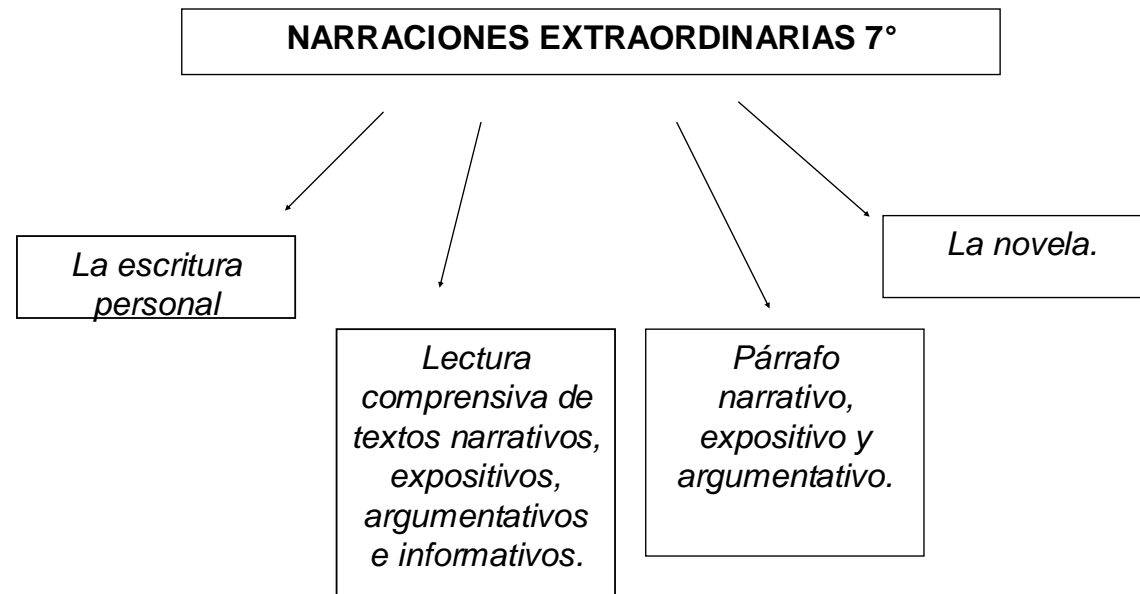 NARRACIONES EXTRAORDINARIAS 7°
La escritura
personal
Lectura
comprensiva de
textos narrativos,
expositivos,
argumentativos
e informativos.
Párrafo
narrativo,
expositivo y
argumentativo.
La novela.